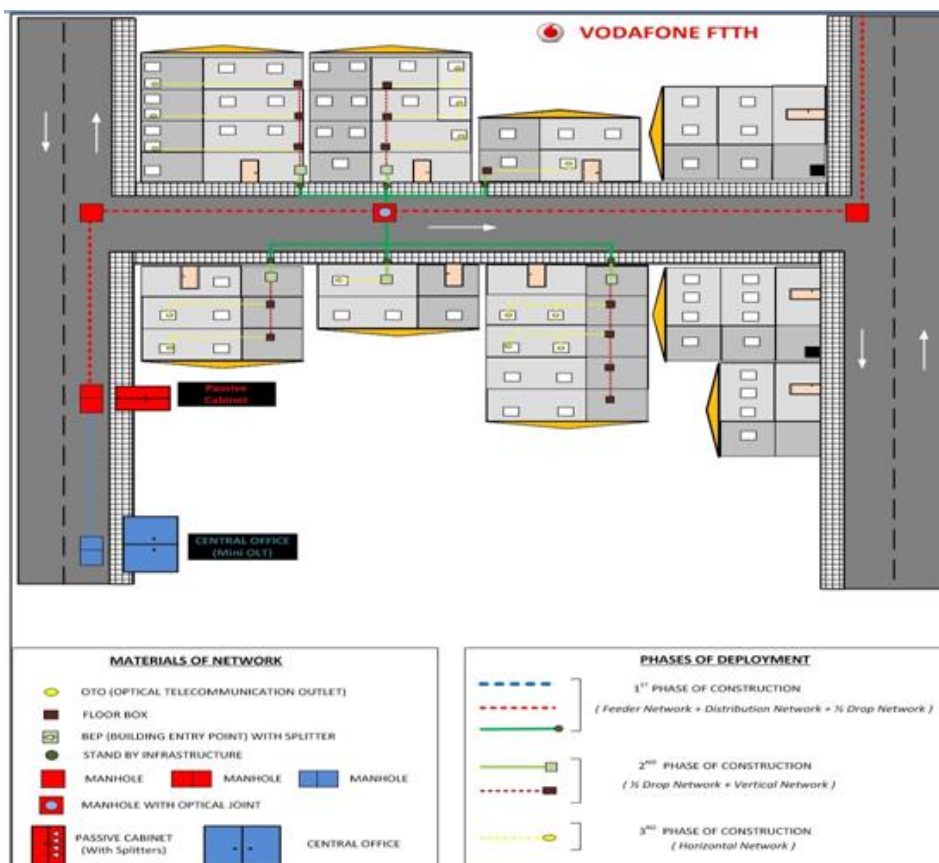 VODAFONE FTTH
Passive
Cabinet
CENTRAL OFFICE
(Mini OLT)
MATERIALS OF NETWORK
OTO (OPTICAL TELECOMMUNICATION OUTLET)
FLOOR BOX
BEP (BUILDING ENTRY POINT) WITH SPLITTER
STAND BY INFRASTRUCTURE
MANHOLE MANHOLE MANHOLE
MANHOLE WITH OPTICAL JOINT
PASSIVE CABINET
(With Splitters)
CENTRAL OFFICE
PHASES OF DEPLOYMENT
1ST PHASE OF CONSTRUCTION
( Feeder Network + Distribution Network + ½ Drop Network )
2ND PHASE OF CONSTRUCTION
( ½ Drop Network + Vertical Network )
3RD PHASE OF CONSTRUCTION
( Horizontal Network )